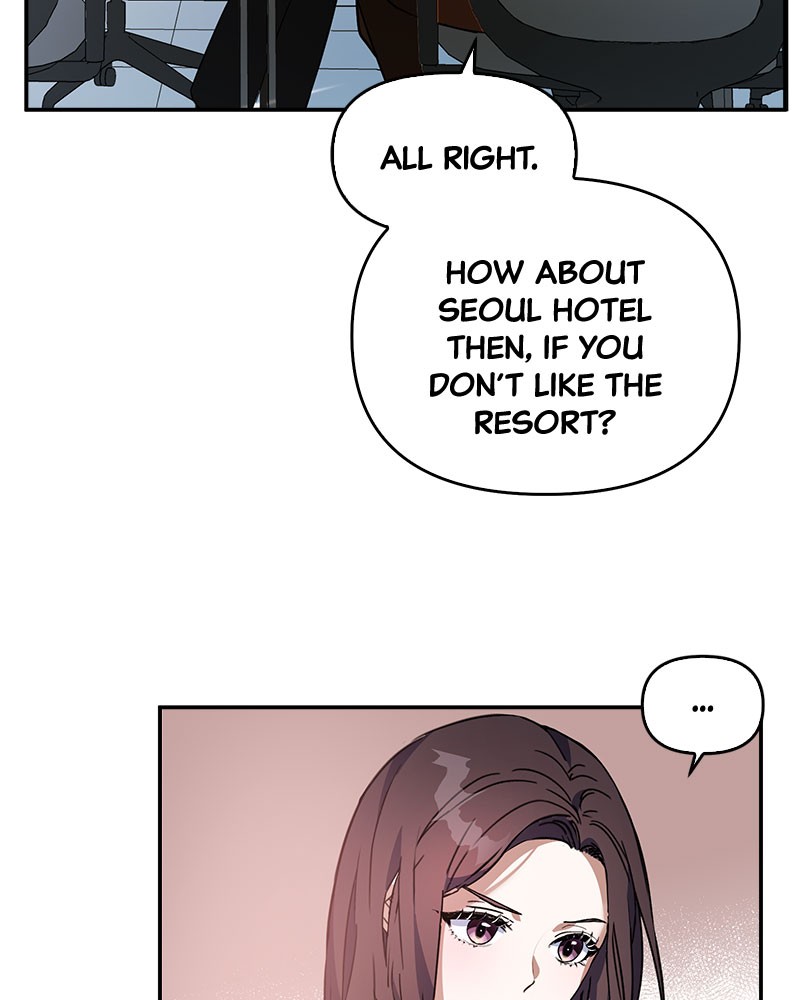 ALL RIGHT.
HOW ABOUT
SEOUL HOTEL
THEN, IF YOU
DON'T LIKE THE
RESORT?
...